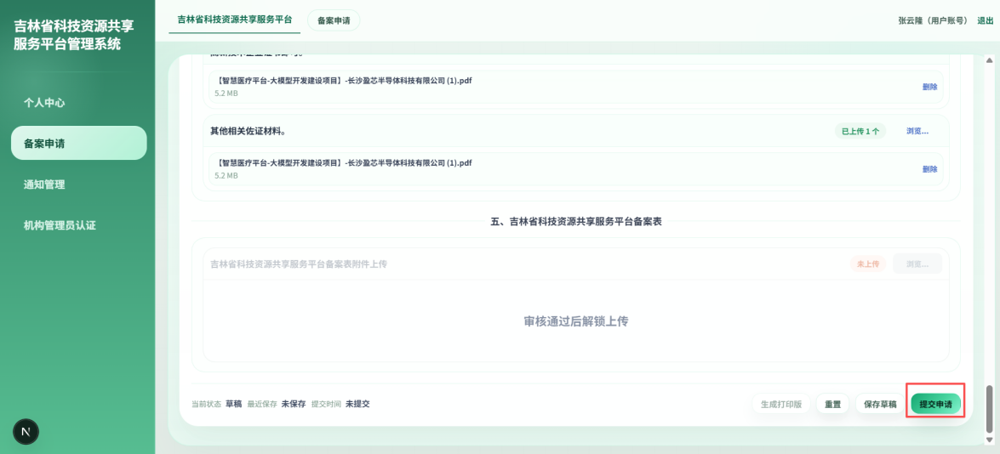 吉林省科技资源共享
服务平台管理系统
个人中心
备案申请
通知管理
机构管理员认证
N
吉林省科技资源共享服务平台
备案申请
张云隆（用户账号） 退出
【智慧医疗平台-大模型开发建设项目】-长沙盈芯半导体科技有限公司 (1).pdf
5.2 MB
删除
其他相关佐证材料。
已上传 1 个
浏览...
【智慧医疗平台-大模型开发建设项目】-长沙盈芯半导体科技有限公司 (1).pdf
5.2 MB
删除
五、吉林省科技资源共享服务平台备案表
吉林省科技资源共享服务平台备案表附件上传
未上传
浏览...
审核通过后解锁上传
当前状态 草稿 最近保存 未保存 提交时间 未提交
生成打印版
重置
保存草稿
提交申请